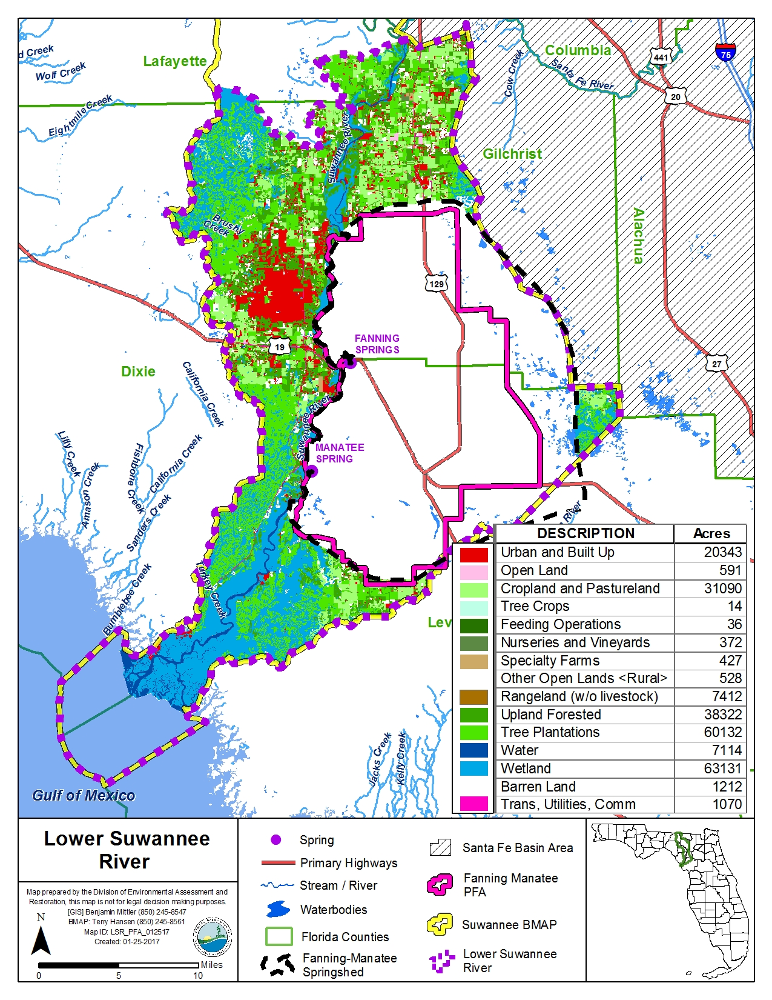 d Creek
Wolf Creek
Lafayette
Eightmile Creek
Columbia
Santa Fe River
Cow Creek
441
75
20
Suwannee River
Gilchrist
Brushy
Creek
Alachua
129
FANNING
SPRINGS
19
27
Dixie
California Creek
Suwannee River
MANATEE
SPRING
Lilly Creek
Fishbone Creek
California Creek
Amason Creek
Sanders Creek
Turkey Creek
Bumblebee Creek
River
Lev
Jacks Creek
Kelly Creek
Gulf of Mexico
DESCRIPTION Acres
Urban and Built Up 20343
Open Land 591
Cropland and Pastureland 31090
Tree Crops 14
Feeding Operations 36
Nurseries and Vineyards 372
Specialty Farms 427
Other Open Lands <Rural> 528
Rangeland (w/o livestock) 7412
Upland Forested 38322
Tree Plantations 60132
Water 7114
Wetland 63131
Barren Land 1212
Trans, Utilities, Comm 1070
Lower Suwannee
River
Map prepared by the Division of Environmental Assessment and
Restoration, this map is not for legal decision making purposes.
[GIS] Benjamin Mittler (850) 245-8547
BMAP: Terry Hansen (850) 245-8561
Map ID: LSR_PFA_012517
Created: 01-25-2017
N
Miles
0 5 10
Spring
Primary Highways
Stream / River
Waterbodies
Florida Counties
Fanning-Manatee
Springshed
Santa Fe Basin Area
Fanning Manatee
PFA
Suwannee BMAP
Lower Suwannee
River